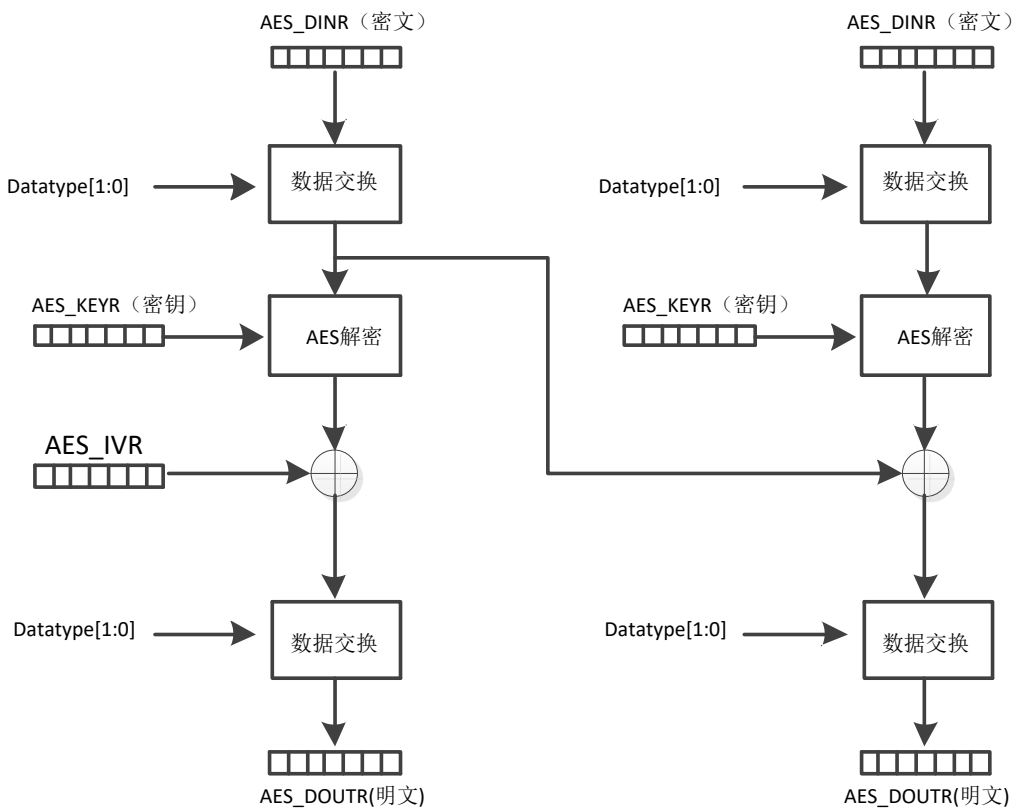 AES_DINR（密文）
AES_DINR（密文）
Datatype[1:0]
数据交换
Datatype[1:0]
数据交换
AES_KEYR（密钥）
AES解密
AES_KEYR（密钥）
AES解密
AES_IVR
Datatype[1:0]
数据交换
Datatype[1:0]
数据交换
AES_DOUTR(明文)
AES_DOUTR(明文)